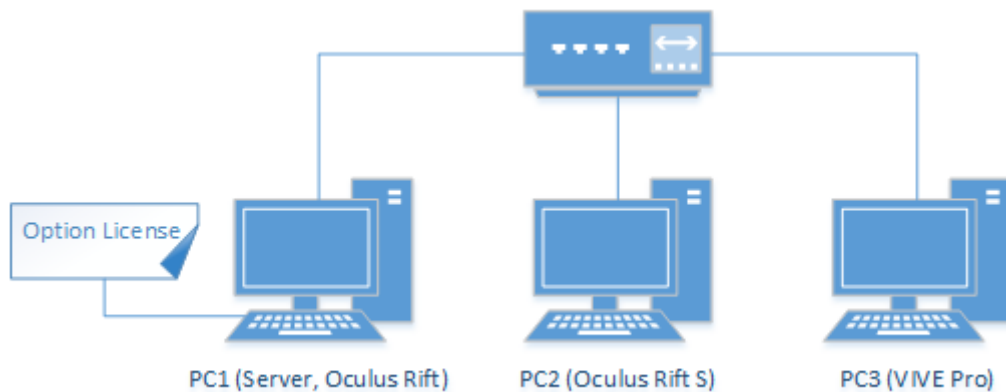 Option License
PC1 (Server, Oculus Rift)
PC2 (Oculus Rift S)
PC3 (VIVE Pro)